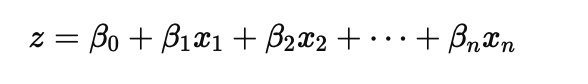 z = β₀ + β₁x₁ + β₂x₂ + ⋯ + βₙxₙ